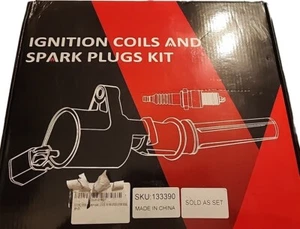 IGNITION COILS AND
SPARK PLUGS KIT
SKU:133390
MADE IN CHINA
SOLD AS SET